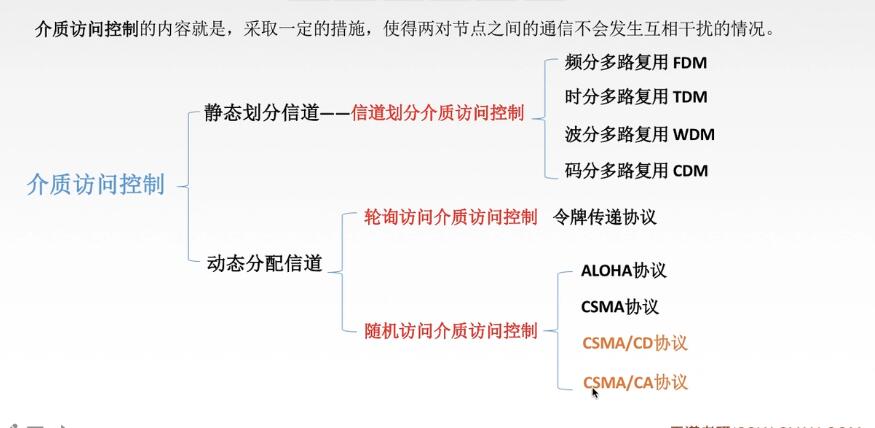 介质访问控制的内容就是，采取一定的措施，使得两对节点之间的通信不会发生互相干扰的情况。
频分多路复用 FDM
时分多路复用 TDM
静态划分信道——信道划分介质访问控制
波分多路复用 WDM
码分多路复用 CDM
介质访问控制
轮询访问介质访问控制 令牌传递协议
动态分配信道
ALOHA协议
CSMA协议
随机访问介质访问控制
CSMA/CD协议
CSMA/CA协议